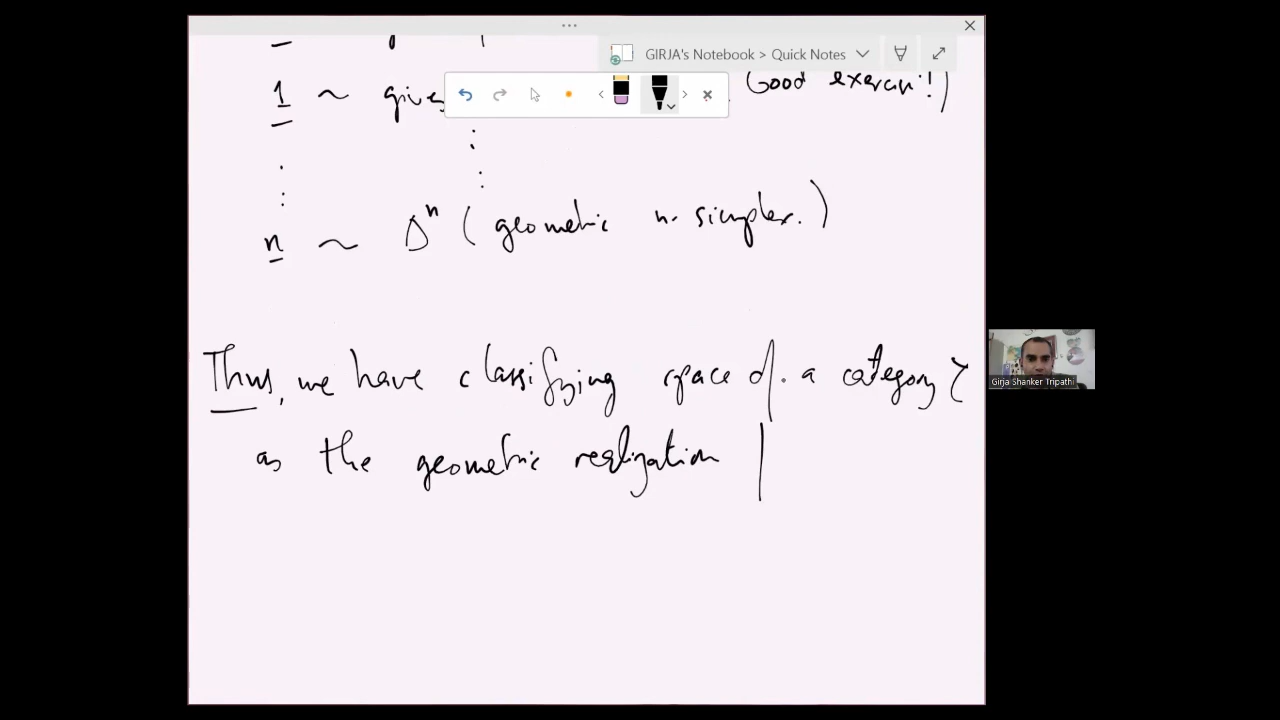 GIRJA's Notebook > Quick Notes
1 ~ gives Good exercise!)
n ~ Δⁿ (geometric n-simplex.)
Thus, we have classifying space of a category C
as the geometric realization |
Girja Shanker Tripathi